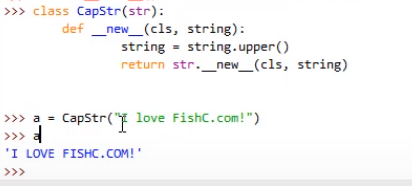 >>> class CapStr(str):
        def __new__(cls, string):
                string = string.upper()
                return str.__new__(cls, string)

>>> a = CapStr("I love FishC.com!")
>>> a
'I LOVE FISHC.COM!'
>>>